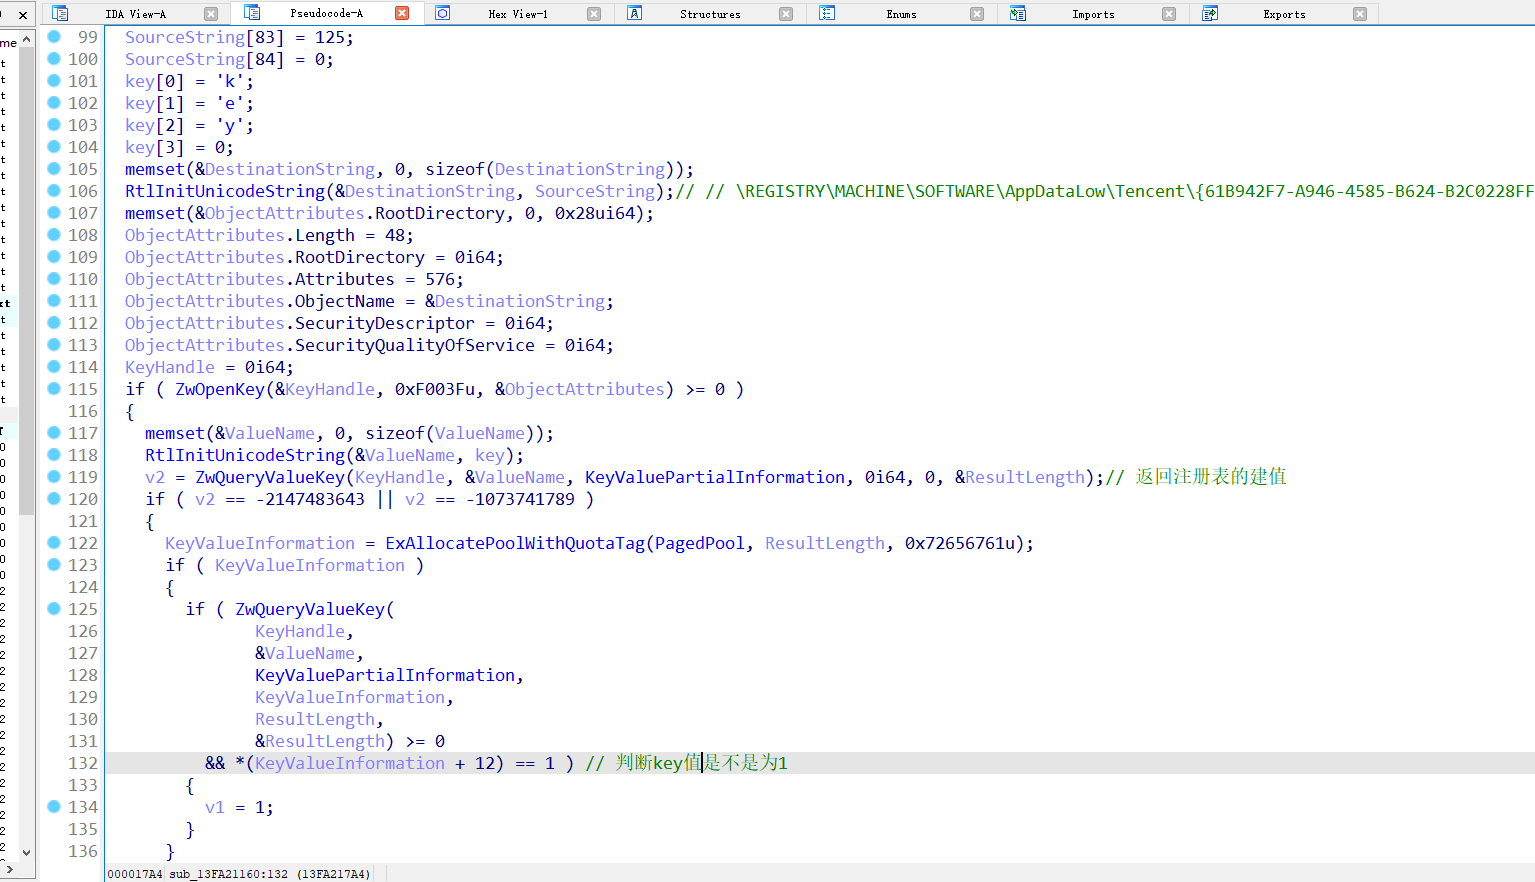 IDA View-A
Pseudocode-A
Hex View-1
Structures
Enums
Imports
Exports
99 SourceString[83] = 125;
100 SourceString[84] = 0;
101 key[0] = 'k';
102 key[1] = 'e';
103 key[2] = 'y';
104 key[3] = 0;
105 memset(&DestinationString, 0, sizeof(DestinationString));
106 RtlInitUnicodeString(&DestinationString, SourceString);// // \REGISTRY\MACHINE\SOFTWARE\AppDataLow\Tencent\{61B942F7-A946-4585-B624-B2C0228FF
107 memset(&ObjectAttributes.RootDirectory, 0, 0x28ui64);
108 ObjectAttributes.Length = 48;
109 ObjectAttributes.RootDirectory = 0i64;
110 ObjectAttributes.Attributes = 576;
111 ObjectAttributes.ObjectName = &DestinationString;
112 ObjectAttributes.SecurityDescriptor = 0i64;
113 ObjectAttributes.SecurityQualityOfService = 0i64;
114 KeyHandle = 0i64;
115 if ( ZwOpenKey(&KeyHandle, 0xF003Fu, &ObjectAttributes) >= 0 )
116 {
117 memset(&ValueName, 0, sizeof(ValueName));
118 RtlInitUnicodeString(&ValueName, key);
119 v2 = ZwQueryValueKey(KeyHandle, &ValueName, KeyValuePartialInformation, 0i64, 0, &ResultLength);// 返回注册表的建值
120 if ( v2 == -2147483643 || v2 == -1073741789 )
121 {
122 KeyValueInformation = ExAllocatePoolWithQuotaTag(PagedPool, ResultLength, 0x72656761u);
123 if ( KeyValueInformation )
124 {
125 if ( ZwQueryValueKey(
126 KeyHandle,
127 &ValueName,
128 KeyValuePartialInformation,
129 KeyValueInformation,
130 ResultLength,
131 &ResultLength) >= 0
132 && *(KeyValueInformation + 12) == 1 ) // 判断key值是不是为1
133 {
134 v1 = 1;
135 }
136 }
000017A4 sub_13FA21160:132 (13FA217A4)